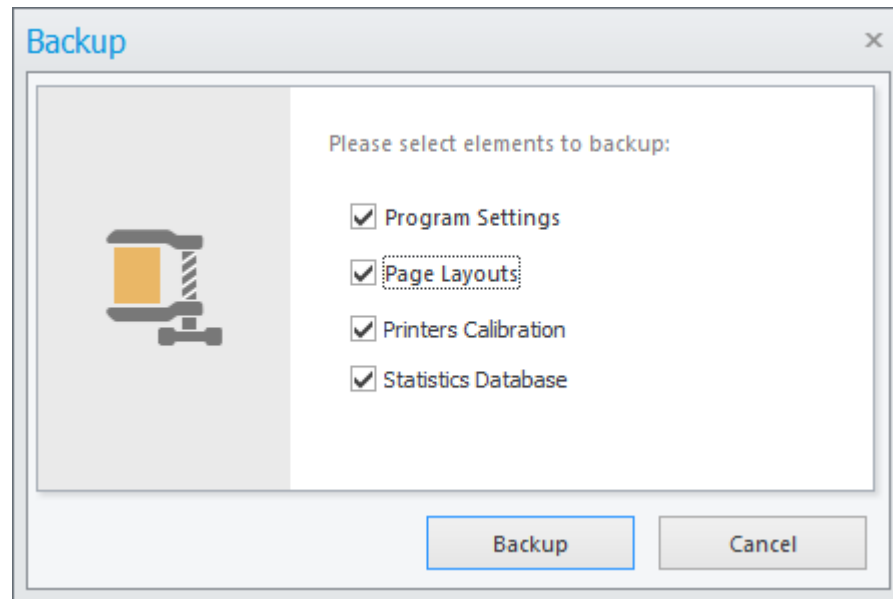 Backup
Please select elements to backup:
Program Settings
Page Layouts
Printers Calibration
Statistics Database
Backup
Cancel